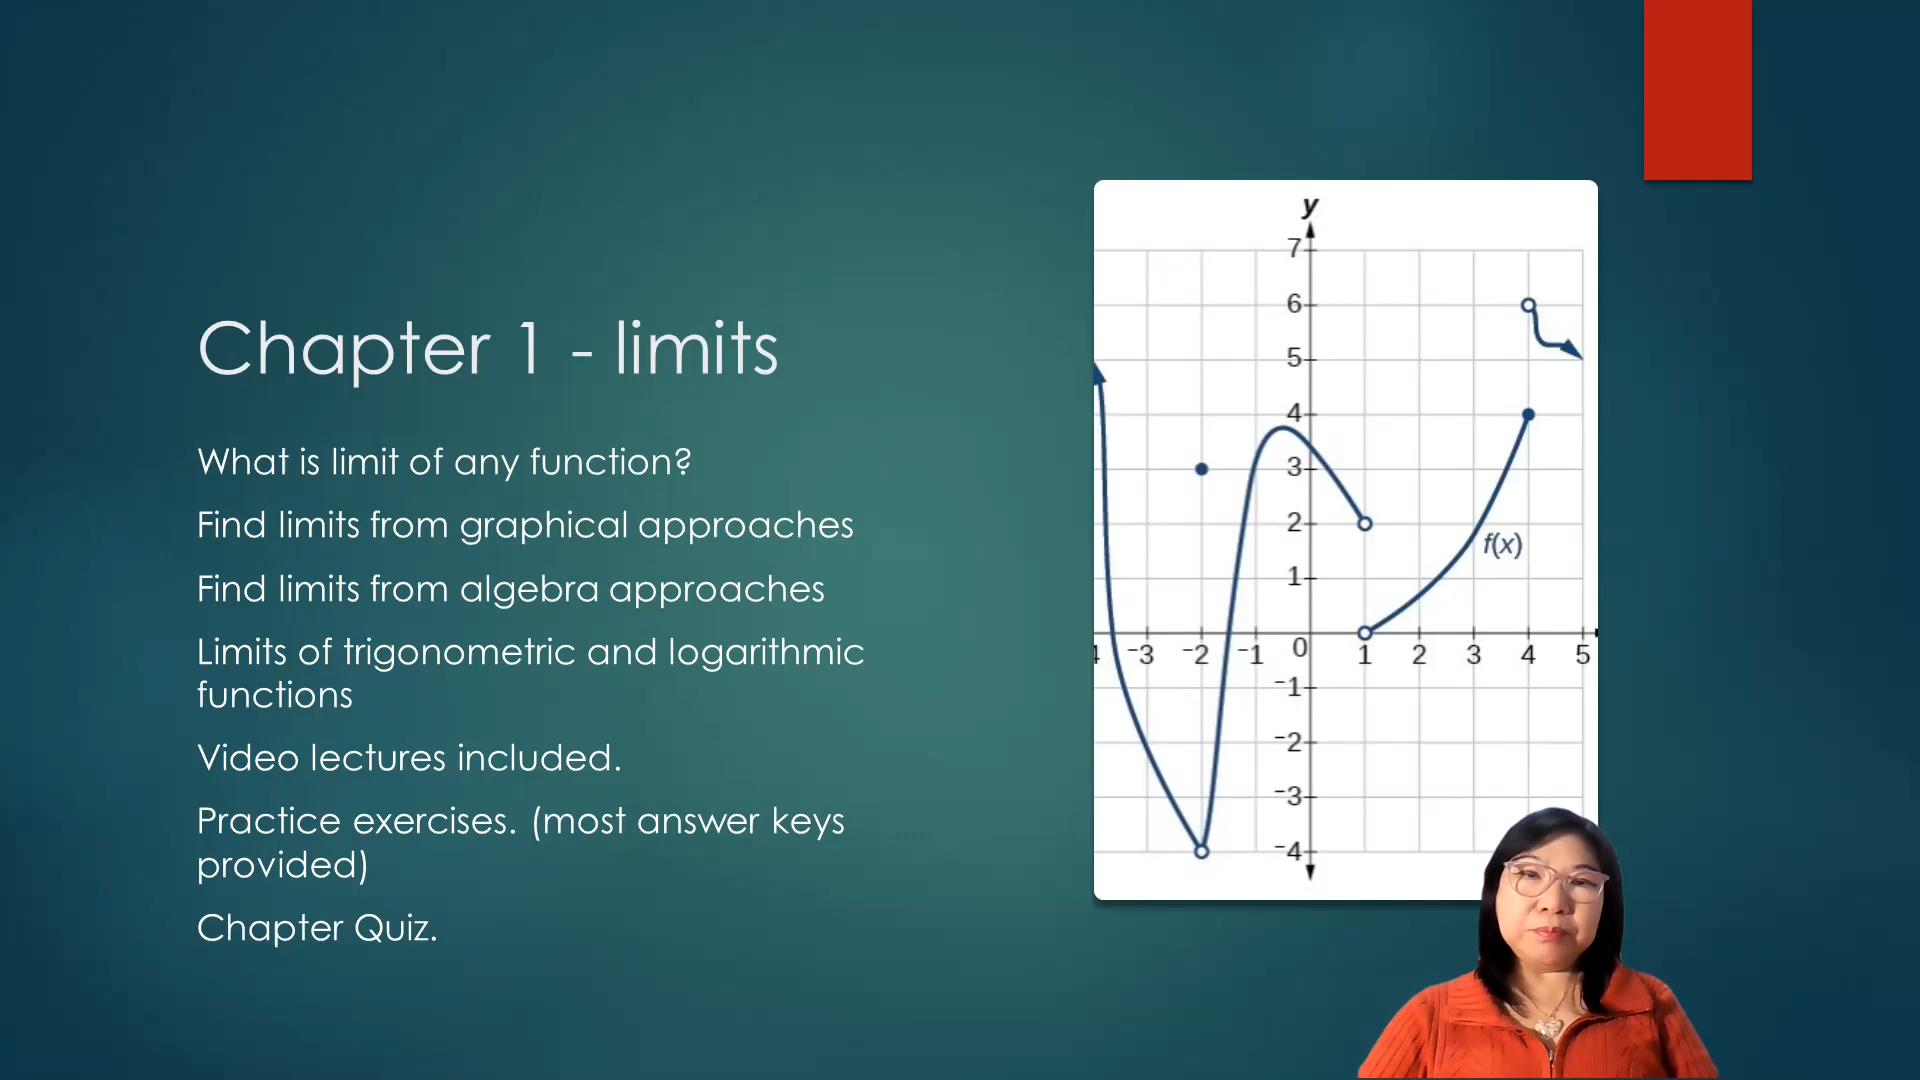 Chapter 1 - limits
What is limit of any function?
Find limits from graphical approaches
Find limits from algebra approaches
Limits of trigonometric and logarithmic
functions
Video lectures included.
Practice exercises. (most answer keys
provided)
Chapter Quiz.
y
7
6
5
4
3
2
f(x)
1
-3 -2 -1 0 1 2 3 4 5
-1
-2
-3
-4